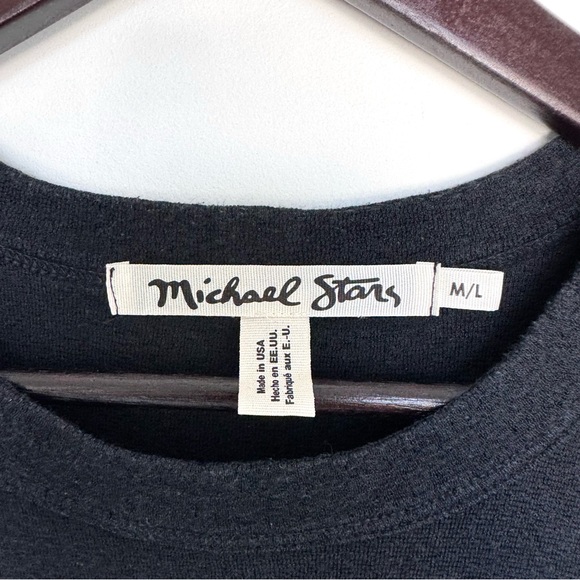 Michael Stars
M/L
Made in USA
Hecho en EE.UU.
Fabriqué aux E.-U.